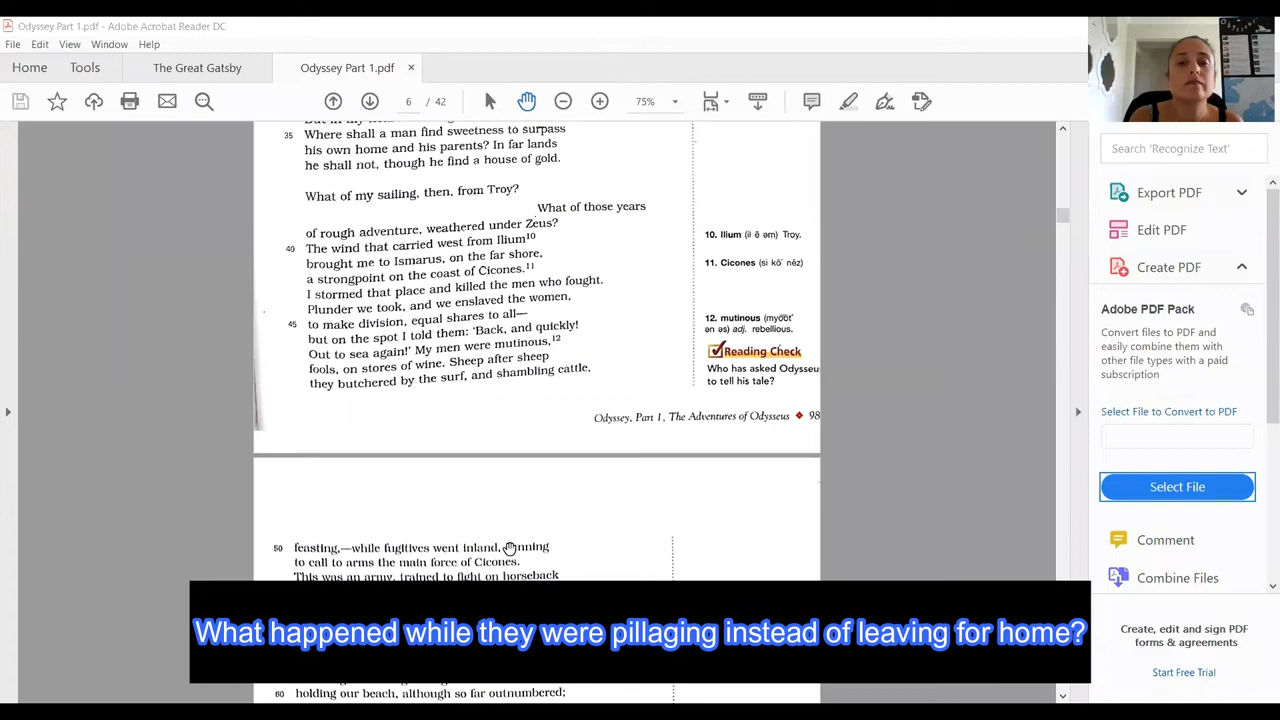 Odyssey Part 1.pdf - Adobe Acrobat Reader DC
File Edit View Window Help
Home Tools The Great Gatsby Odyssey Part 1.pdf ×
6 / 42 75%
35 Where shall a man find sweetness to surpass
his own home and his parents? In far lands
he shall not, though he find a house of gold.
What of my sailing, then, from Troy?
What of those years
of rough adventure, weathered under Zeus?
40 The wind that carried west from Ilium10
brought me to Ismarus, on the far shore,
a strongpoint on the coast of Cicones.11
I stormed that place and killed the men who fought.
Plunder we took, and we enslaved the women,
45 to make division, equal shares to all—
but on the spot I told them: 'Back, and quickly!
Out to sea again!' My men were mutinous,12
fools, on stores of wine. Sheep after sheep
they butchered by the surf, and shambling cattle,
10. Ilium (il ē əm) Troy.
11. Cicones (si kō´ nēz)
12. mutinous (myo͞ot´
ən əs) adj. rebellious.
Reading Check
Who has asked Odysseu
to tell his tale?
Odyssey, Part 1, The Adventures of Odysseus ❖ 98
50 feasting,—while fugitives went inland,
to call to arms the main force of Cicones.
This was an army, trained to fight on horseback
What happened while they were pillaging instead of leaving for home?
60 holding our beach, although so far outnumbered;
Search 'Recognize Text'
Export PDF
Edit PDF
Create PDF
Adobe PDF Pack
Convert files to PDF and
easily combine them with
other file types with a paid
subscription
Select File to Convert to PDF
Select File
Comment
Combine Files
Create, edit and sign PDF
forms & agreements
Start Free Trial